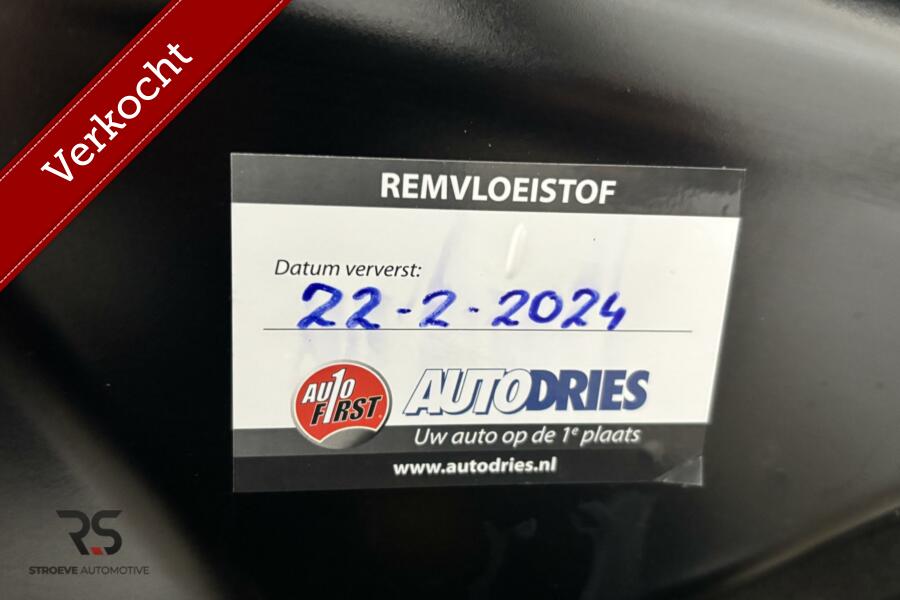 Verkocht
REMVLOEISTOF
Datum ververst:
22-2-2024
AUTO
F1RST
AUTODRIES
Uw auto op de 1e plaats
www.autodries.nl
RS
STROEVE AUTOMOTIVE